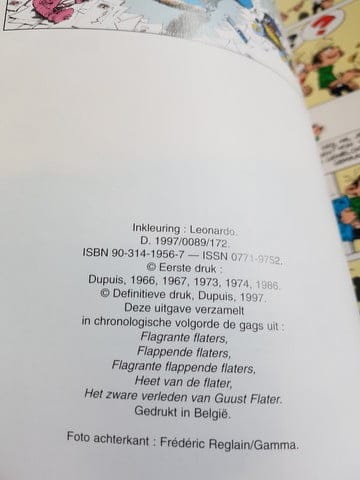 ?
Inkleuring : Leonardo.
D. 1997/0089/172.
ISBN 90-314-1956-7 — ISSN 0771-9752.
© Eerste druk :
Dupuis, 1966, 1967, 1973, 1974, 1986.
© Definitieve druk, Dupuis, 1997.
Deze uitgave verzamelt
in chronologische volgorde de gags uit :
Flagrante flaters,
Flappende flaters,
Flagrante flappende flaters,
Heet van de flater,
Het zware verleden van Guust Flater.
Gedrukt in België.
Foto achterkant : Frédéric Reglain/Gamma.